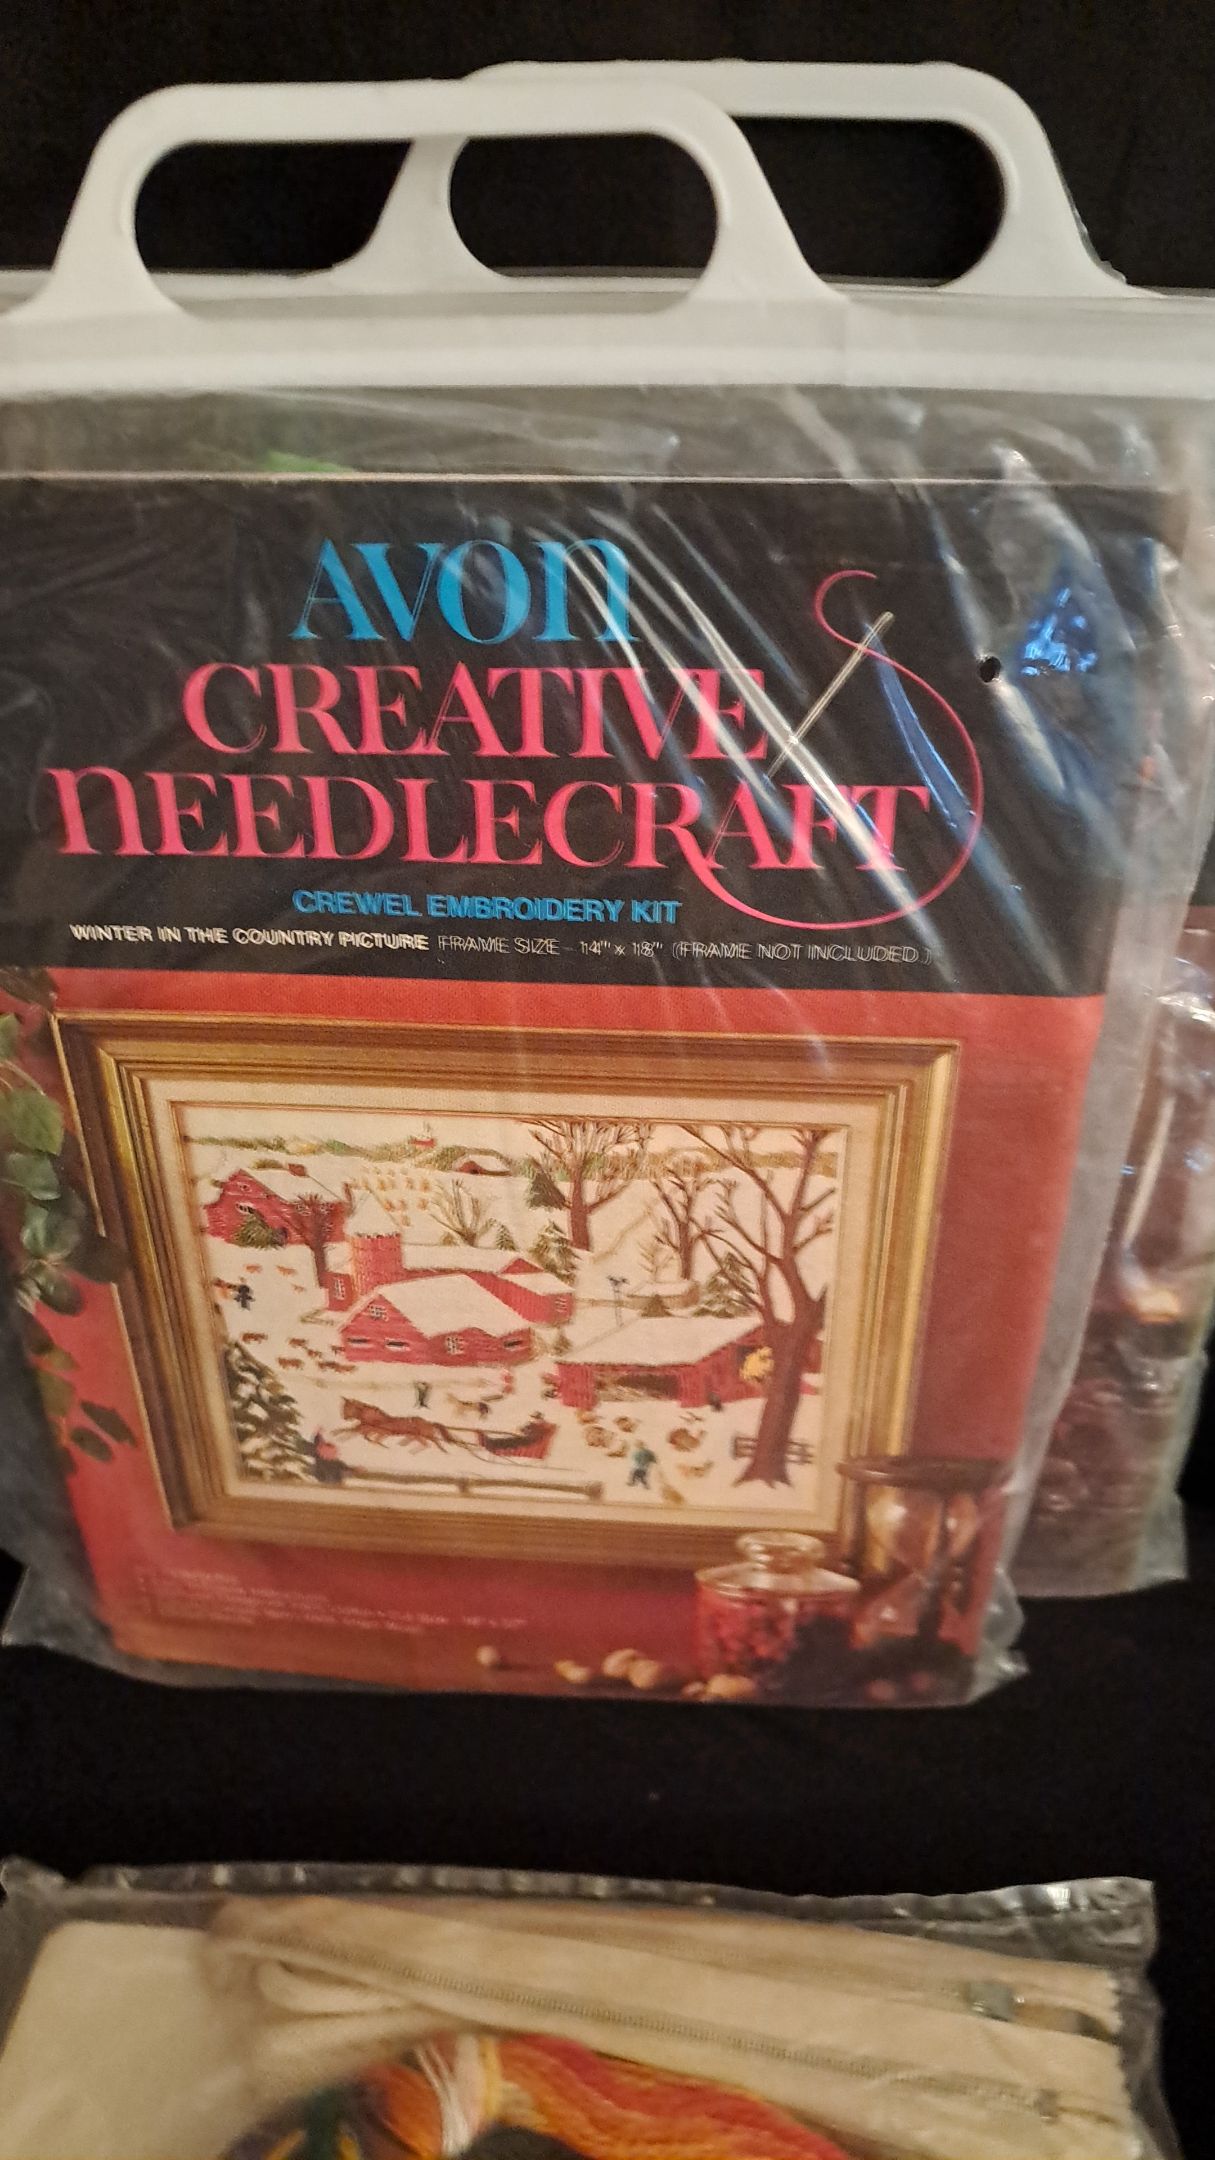 AVON
CREATIVE
NEEDLECRAFT
CREWEL EMBROIDERY KIT
WINTER IN THE COUNTRY PICTURE FRAME SIZE - 14" x 18" (FRAME NOT INCLUDED.)